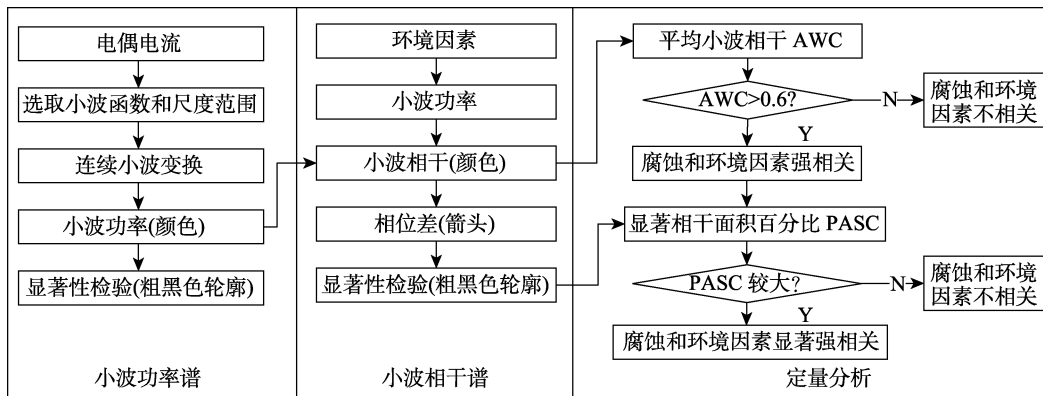 电偶电流
选取小波函数和尺度范围
连续小波变换
小波功率(颜色)
显著性检验(粗黑色轮廓)
小波功率谱
环境因素
小波功率
小波相干(颜色)
相位差(箭头)
显著性检验(粗黑色轮廓)
小波相干谱
平均小波相干 AWC
AWC>0.6?
N
腐蚀和环境
因素不相关
Y
腐蚀和环境因素强相关
显著相干面积百分比 PASC
PASC 较大?
N
腐蚀和环境
因素不相关
Y
腐蚀和环境因素显著强相关
定量分析